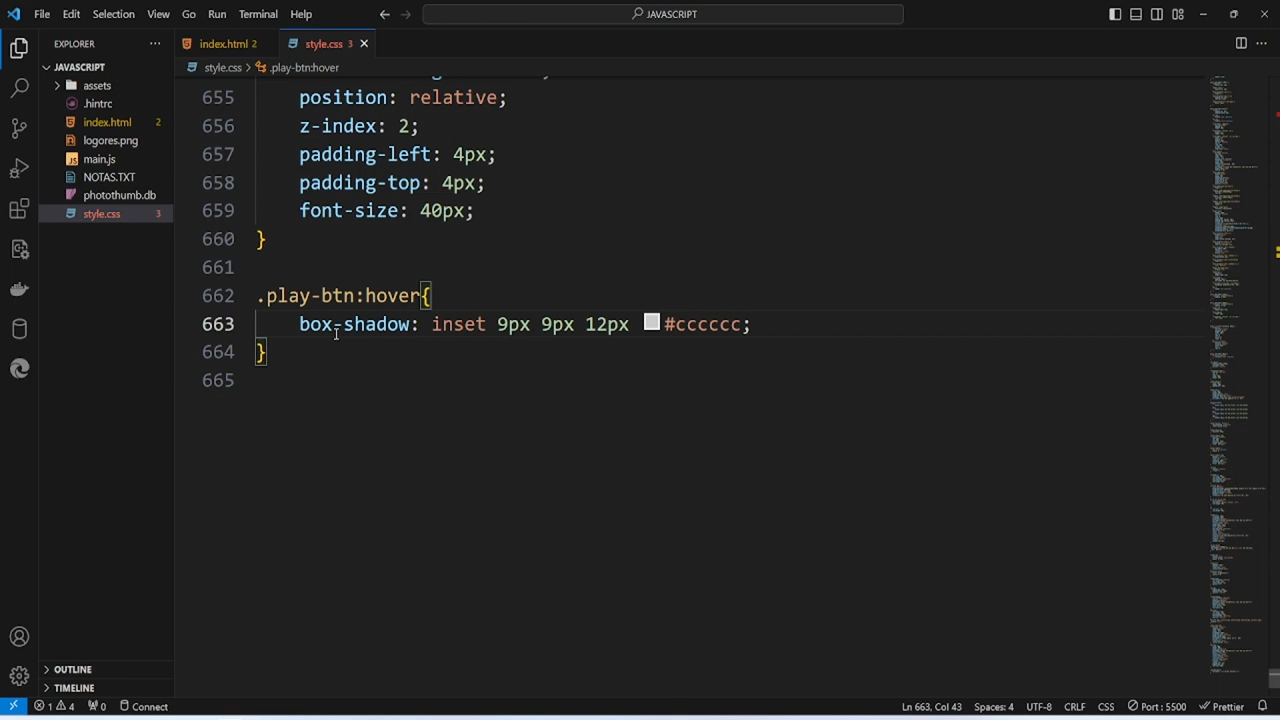 File Edit Selection View Go Run Terminal Help
JAVASCRIPT
EXPLORER
JAVASCRIPT
assets
.hintrc
index.html 2
logores.png
main.js
NOTAS.TXT
photothumb.db
style.css 3
OUTLINE
TIMELINE
index.html 2 style.css 3
style.css > .play-btn:hover
655 position: relative;
656 z-index: 2;
657 padding-left: 4px;
658 padding-top: 4px;
659 font-size: 40px;
660 }
661
662 .play-btn:hover{
663 box-shadow: inset 9px 9px 12px #cccccc;
664 }
665
1 4 0 Connect Ln 663, Col 43 Spaces: 4 UTF-8 CRLF CSS Port : 5500 Prettier